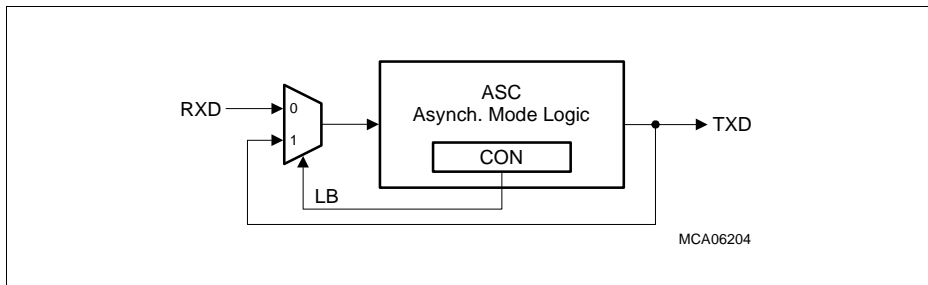 ASC
Asynch. Mode Logic
RXD
0
1
TXD
CON
LB
MCA06204